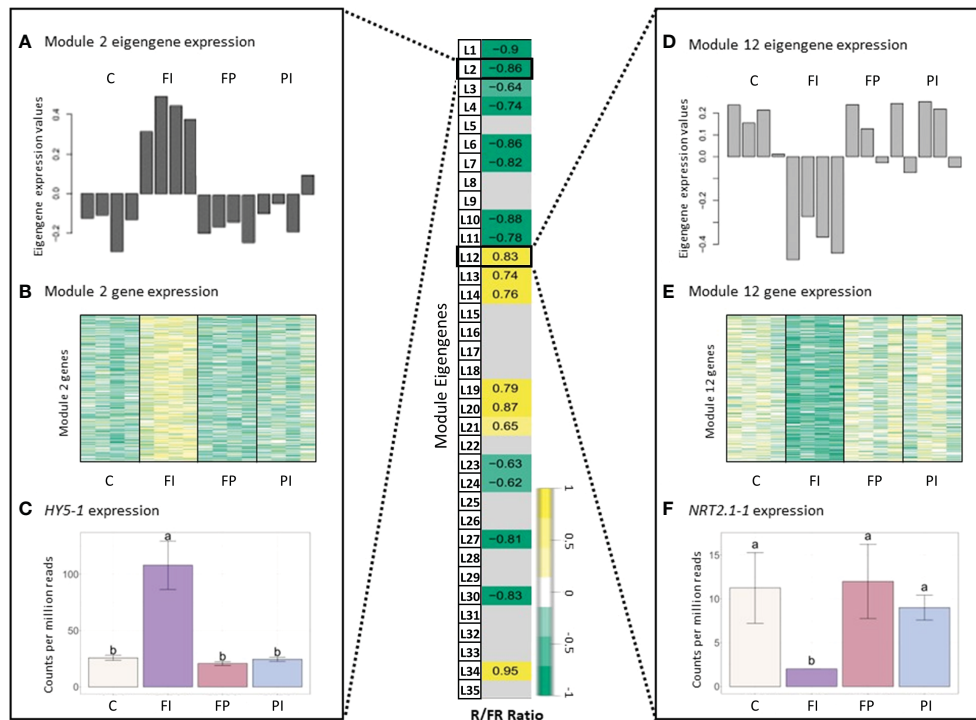 A Module 2 eigengene expression
C FI FP PI
Eigengene expression values
0.4
0.2
0.0
-0.2
B Module 2 gene expression
Module 2 genes
C FI FP PI
C HY5-1 expression
Counts per million reads
100
50
0
b a b b
C FI FP PI
Module Eigengenes
L1 -0.9
L2 -0.86
L3 -0.64
L4 -0.74
L5
L6 -0.86
L7 -0.82
L8
L9
L10 -0.88
L11 -0.78
L12 0.83
L13 0.74
L14 0.76
L15
L16
L17
L18
L19 0.79
L20 0.87
L21 0.65
L22
L23 -0.63
L24 -0.62
L25
L26
L27 -0.81
L28
L29
L30 -0.83
L31
L32
L33
L34 0.95
L35
R/FR Ratio
1
0.5
0
-0.5
-1
D Module 12 eigengene expression
C FI FP PI
Eigengene expression values
0.2
0.1
0.0
-0.2
-0.4
E Module 12 gene expression
Module 12 genes
C FI FP PI
F NRT2.1-1 expression
Counts per million reads
15
10
5
0
a b a a
C FI FP PI